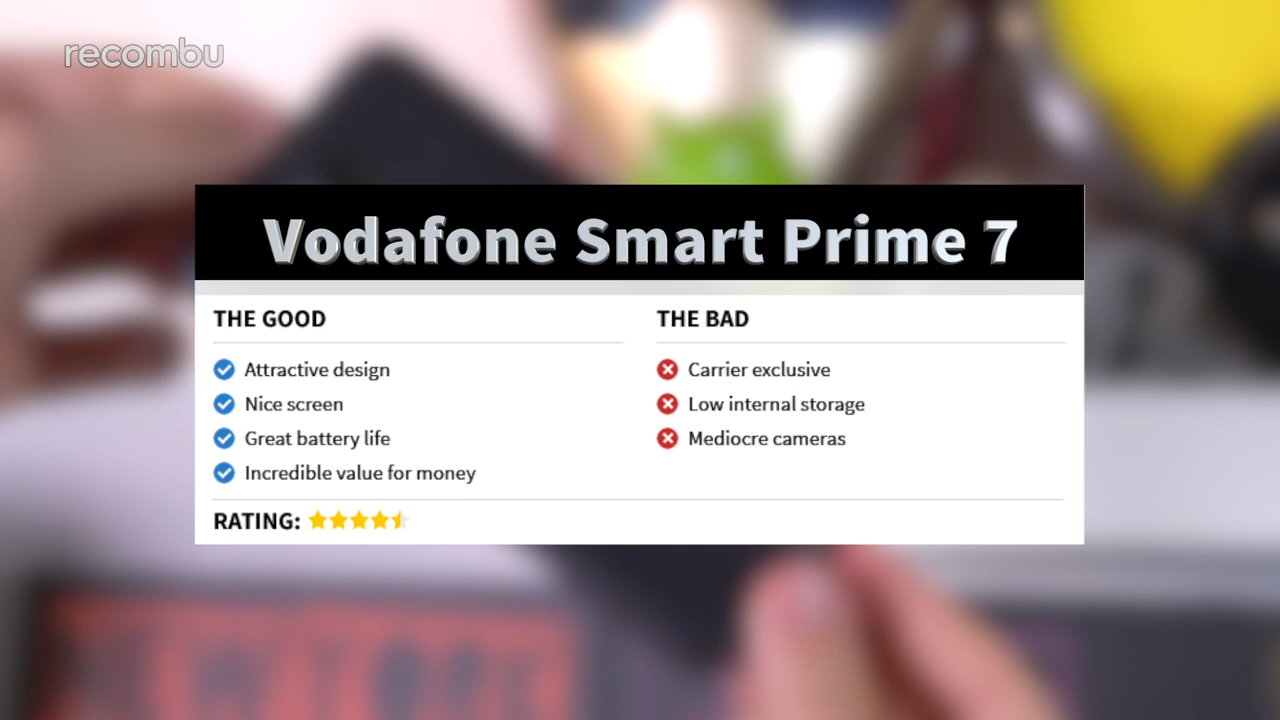 recombu
Vodafone Smart Prime 7
THE GOOD
Attractive design
Nice screen
Great battery life
Incredible value for money
THE BAD
Carrier exclusive
Low internal storage
Mediocre cameras
RATING: